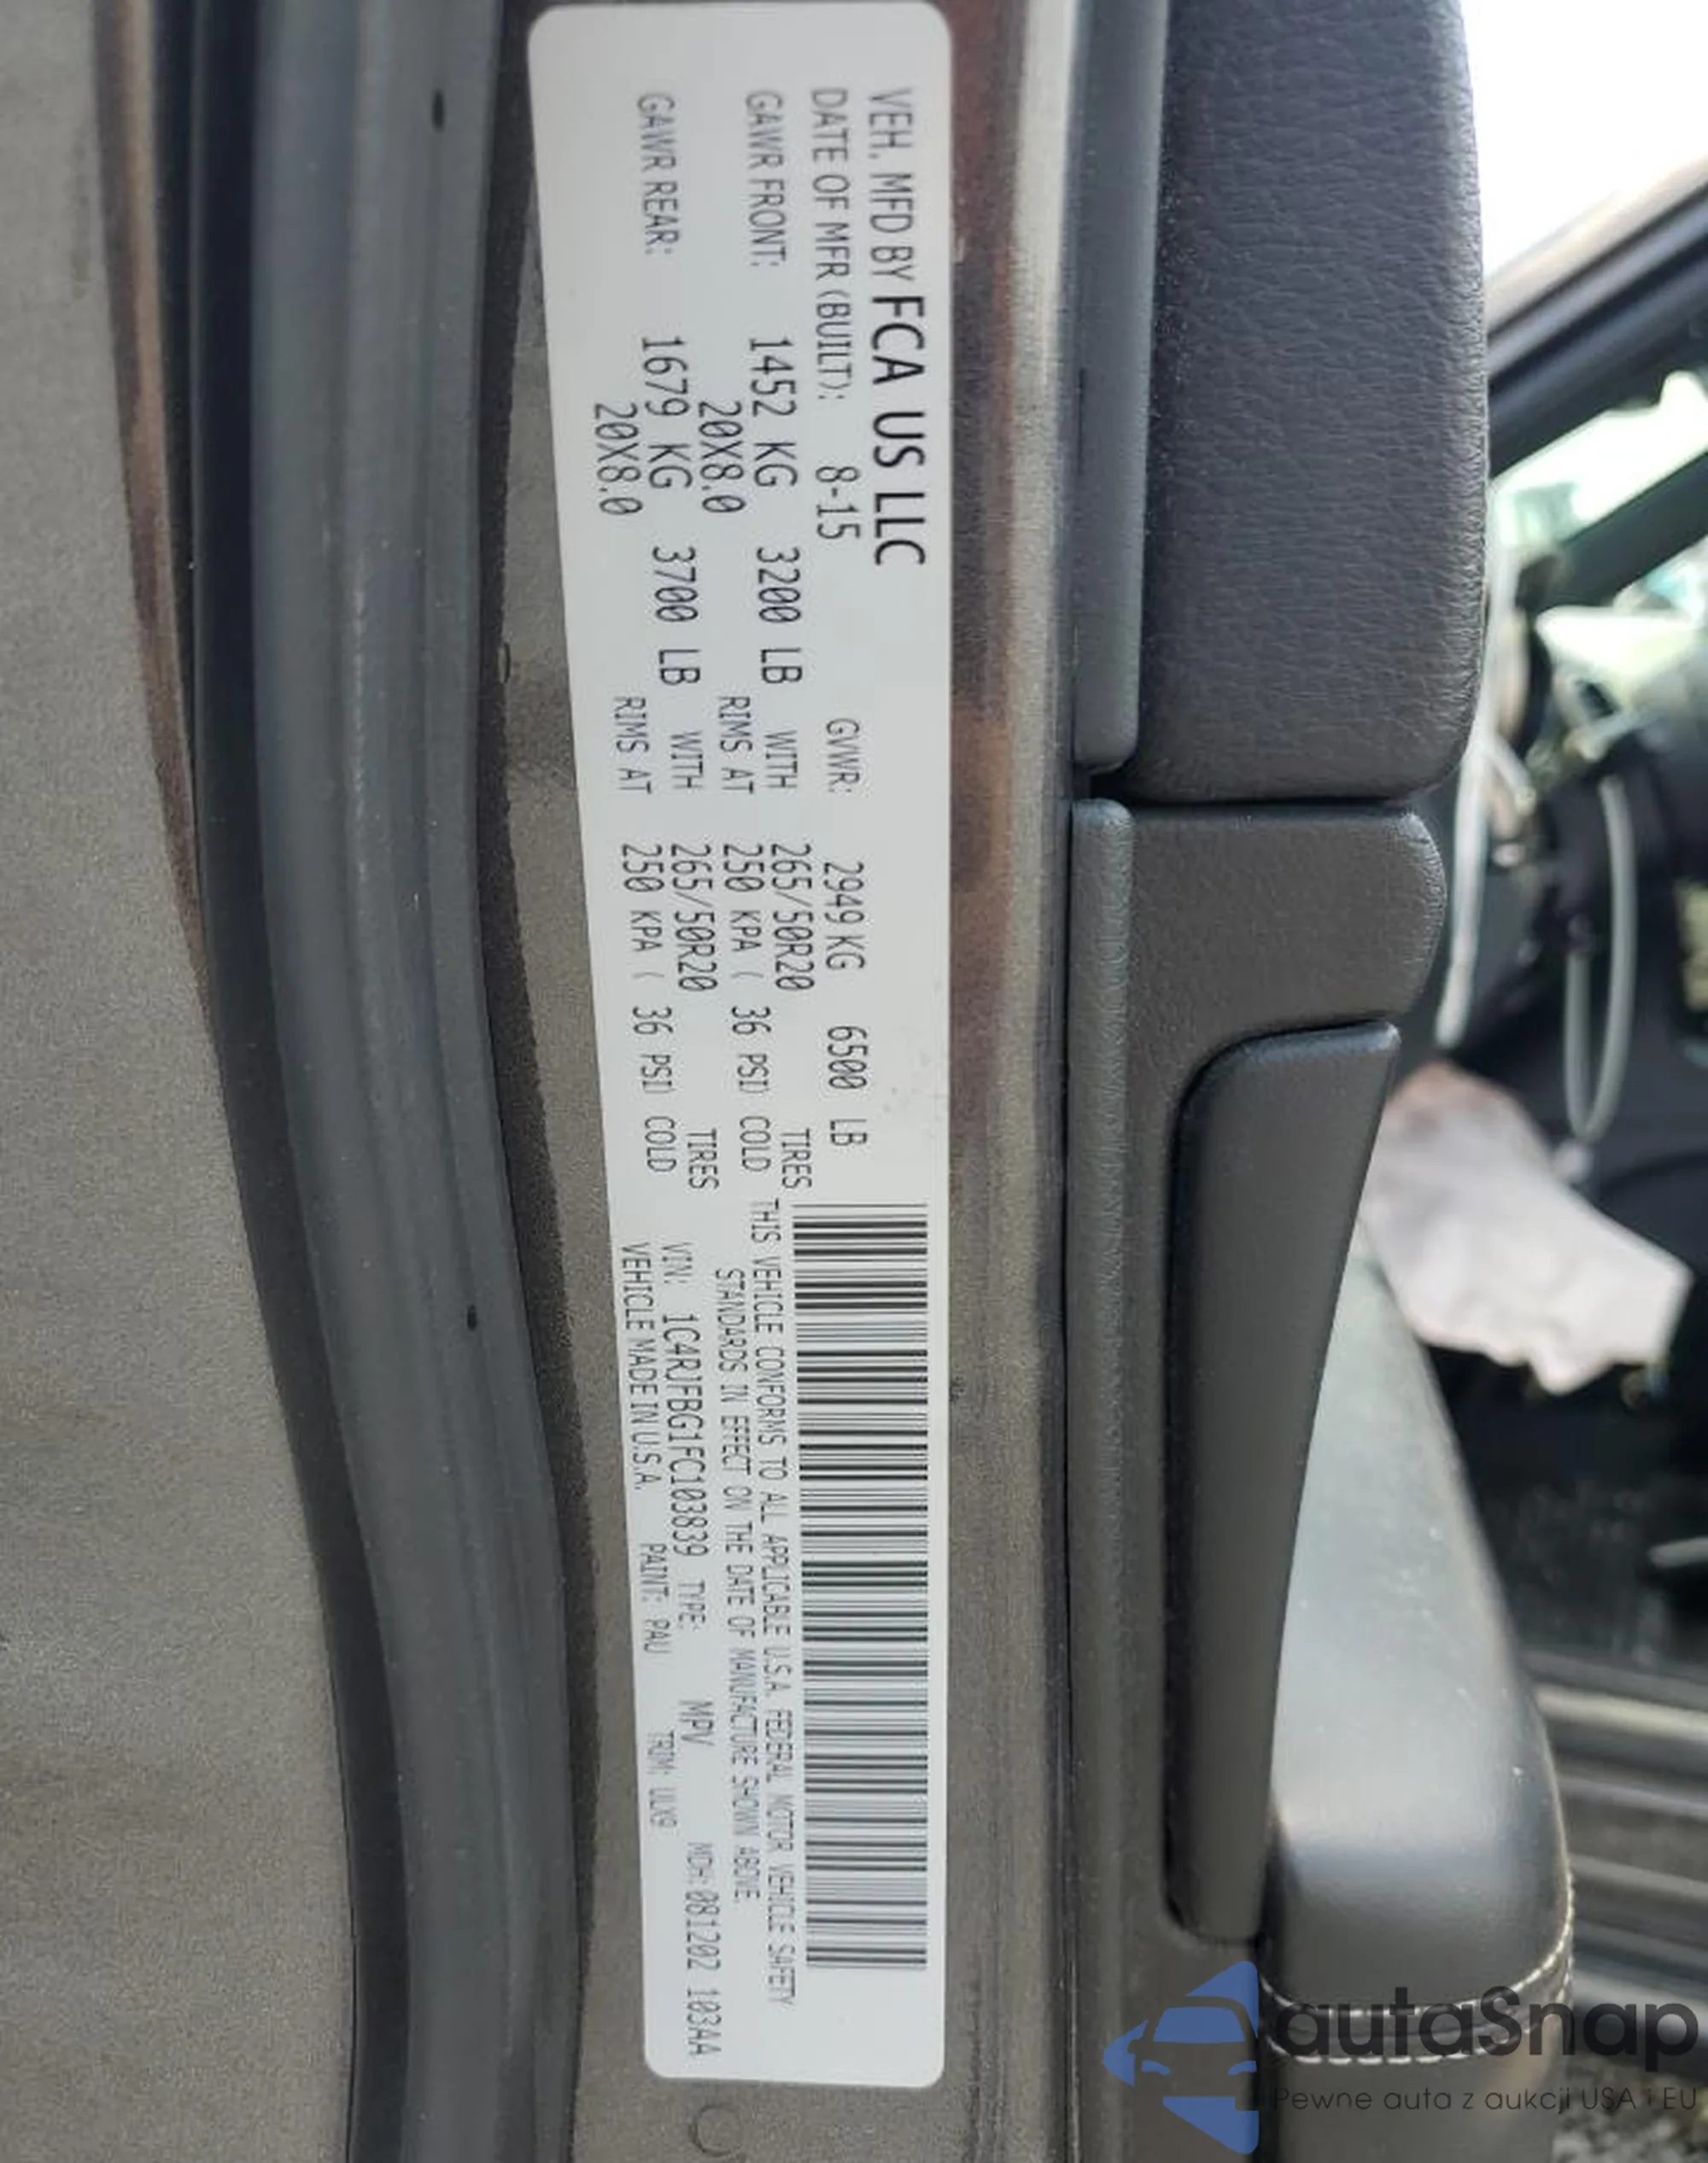 VEH. MFD BY FCA US LLC
DATE OF MFR (BUILT): 8-15 GVWR: 2949 KG 6500 LB
GAWR FRONT: 1452 KG 3200 LB WITH 265/50R20 TIRES
20X8.0 RIMS AT 250 KPA ( 36 PSI) COLD
GAWR REAR: 1679 KG 3700 LB WITH 265/50R20 TIRES
20X8.0 RIMS AT 250 KPA ( 36 PSI) COLD
THIS VEHICLE CONFORMS TO ALL APPLICABLE U.S.A. FEDERAL MOTOR VEHICLE SAFETY
STANDARDS IN EFFECT ON THE DATE OF MANUFACTURE SHOWN ABOVE.
VIN: 1C4RJFBG1FC103839 TYPE: MPV MDH: 081202 103AA
VEHICLE MADE IN U.S.A. PAINT: PAU TRIM: ULX9
autaSnap
Pewne auta z aukcji USA i EU